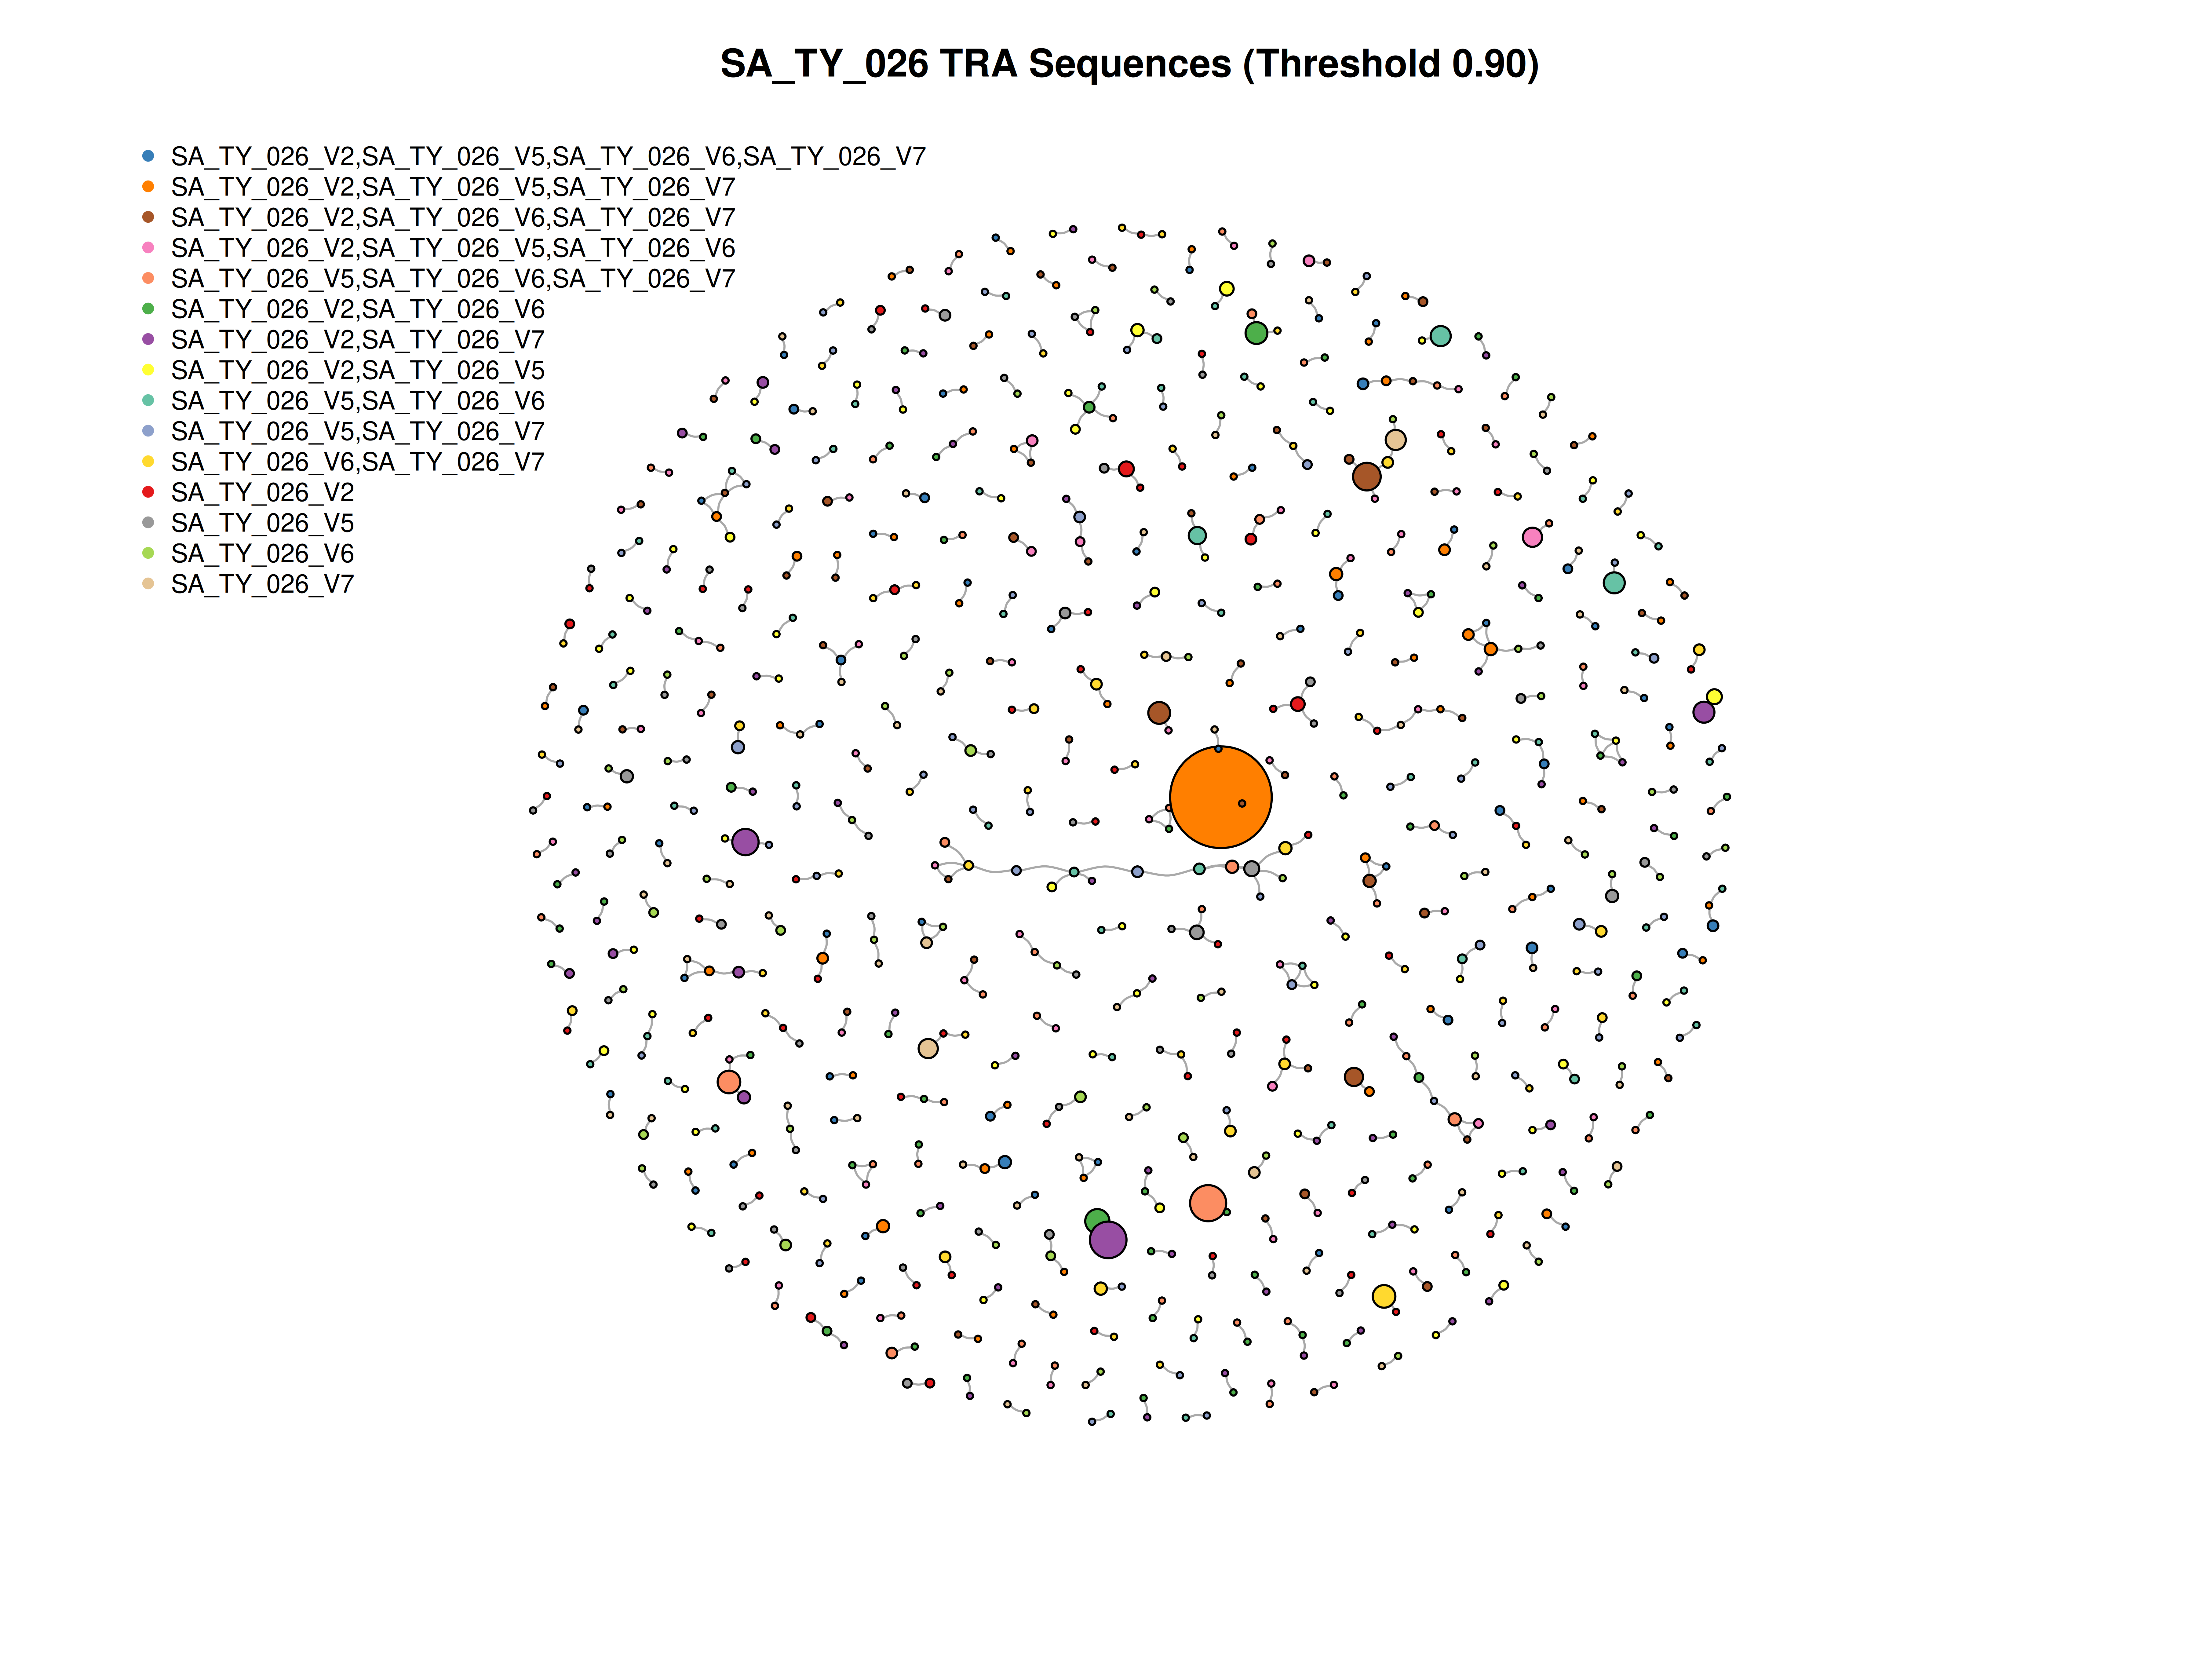 SA_TY_026 TRA Sequences (Threshold 0.90)
SA_TY_026_V2,SA_TY_026_V5,SA_TY_026_V6,SA_TY_026_V7
SA_TY_026_V2,SA_TY_026_V5,SA_TY_026_V7
SA_TY_026_V2,SA_TY_026_V6,SA_TY_026_V7
SA_TY_026_V2,SA_TY_026_V5,SA_TY_026_V6
SA_TY_026_V5,SA_TY_026_V6,SA_TY_026_V7
SA_TY_026_V2,SA_TY_026_V6
SA_TY_026_V2,SA_TY_026_V7
SA_TY_026_V2,SA_TY_026_V5
SA_TY_026_V5,SA_TY_026_V6
SA_TY_026_V5,SA_TY_026_V7
SA_TY_026_V6,SA_TY_026_V7
SA_TY_026_V2
SA_TY_026_V5
SA_TY_026_V6
SA_TY_026_V7